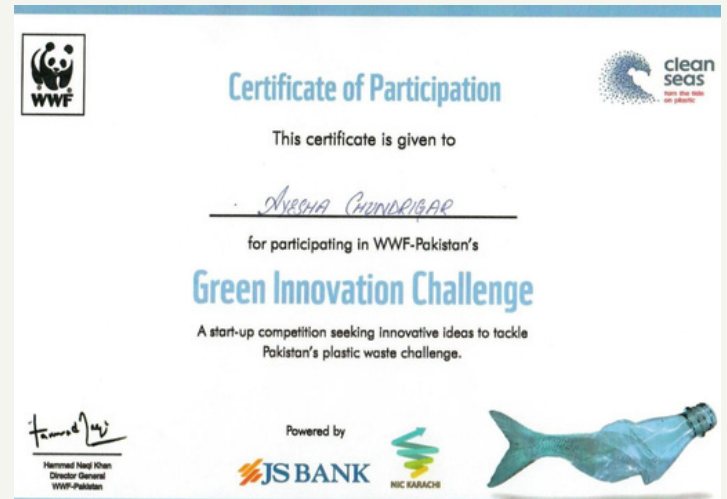 WWF
clean
seas
turn the tide
on plastic
Certificate of Participation
This certificate is given to
AYESHA CHUNDRIGAR
for participating in WWF-Pakistan's
Green Innovation Challenge
A start-up competition seeking innovative ideas to tackle
Pakistan's plastic waste challenge.
Hammad Naqi Khan
Director General
WWF-Pakistan
Powered by
JS BANK
NIC KARACHI